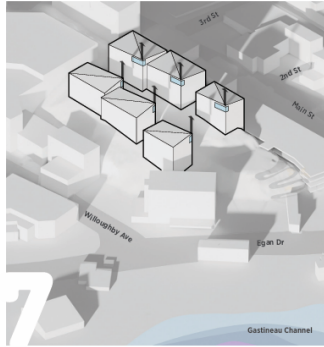 3rd St
2nd St
Main St
Willoughby Ave
Egan Dr
7
Gastineau Channel